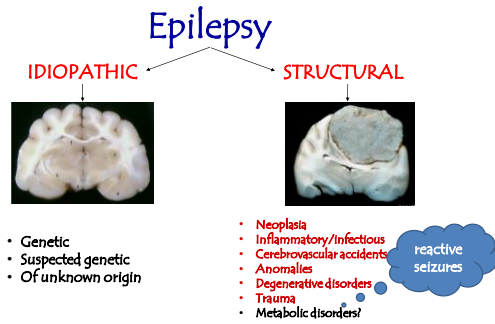 Epilepsy
IDIOPATHIC
STRUCTURAL
• Genetic
• Suspected genetic
• Of unknown origin
• Neoplasia
• Inflammatory/infectious
• Cerebrovascular accidents
• Anomalies
• Degenerative disorders
• Trauma
• Metabolic disorders?
reactive
seizures